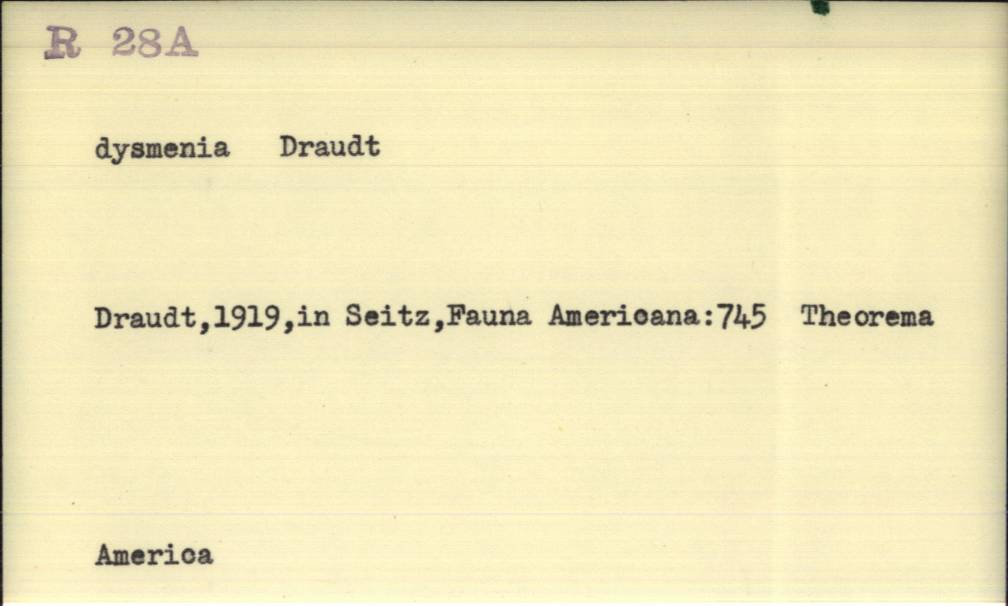 R 28A
dysmenia Draudt
Draudt,1919,in Seitz,Fauna Americana:745 Theorema
America